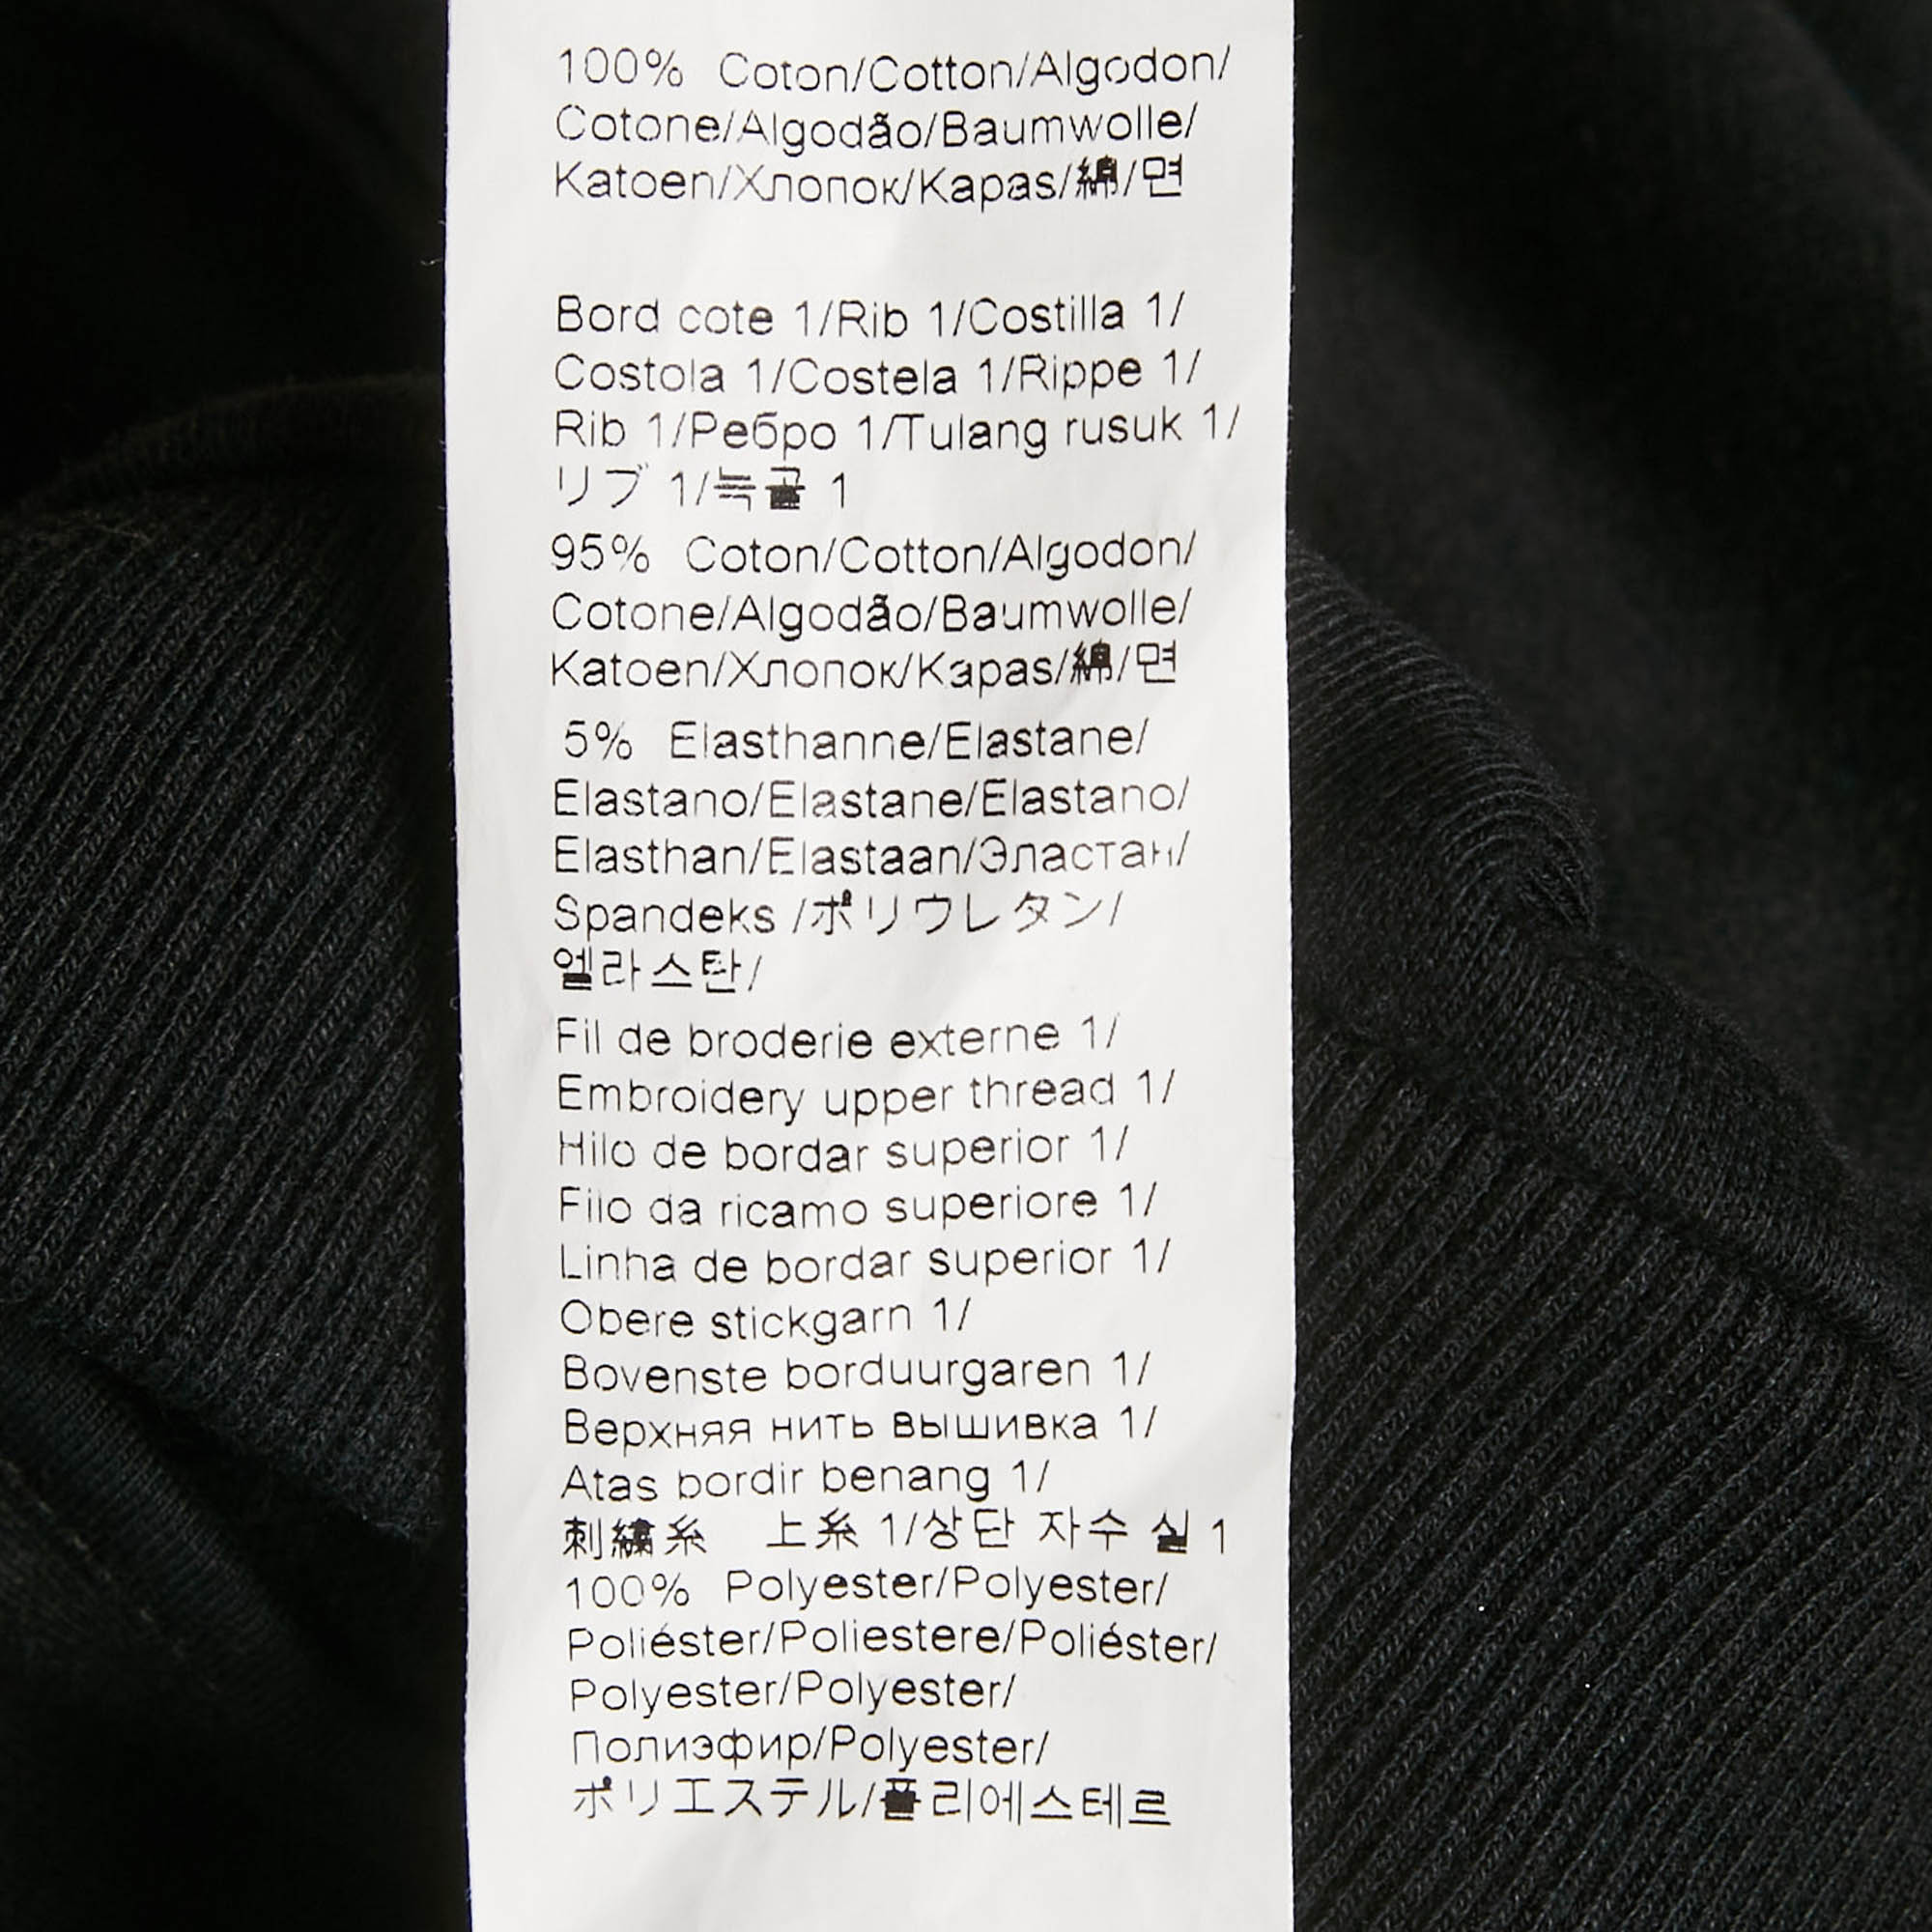 100% Coton/Cotton/Algodon/
Cotone/Algodão/Baumwolle/
Katoen/Хлопок/Kapas/綿/면
Bord cote 1/Rib 1/Costilla 1/
Costola 1/Costela 1/Rippe 1/
Rib 1/Ребро 1/Tulang rusuk 1/
リブ 1/늑골 1
95% Coton/Cotton/Algodon/
Cotone/Algodão/Baumwolle/
Katoen/Хлопок/Kapas/綿/면
5% Elasthanne/Elastane/
Elastano/Elastane/Elastano/
Elasthan/Elastaan/Эластан/
Spandeks /ポリウレタン/
엘라스탄/
Fil de broderie externe 1/
Embroidery upper thread 1/
Hilo de bordar superior 1/
Filo da ricamo superiore 1/
Linha de bordar superior 1/
Obere stickgarn 1/
Bovenste borduurgaren 1/
Верхняя нить вышивка 1/
Atas bordir benang 1/
刺繍糸　上糸 1/상단 자수 실 1
100% Polyester/Polyester/
Poliéster/Poliestere/Poliéster/
Polyester/Polyester/
Полиэфир/Polyester/
ポリエステル/폴리에스테르